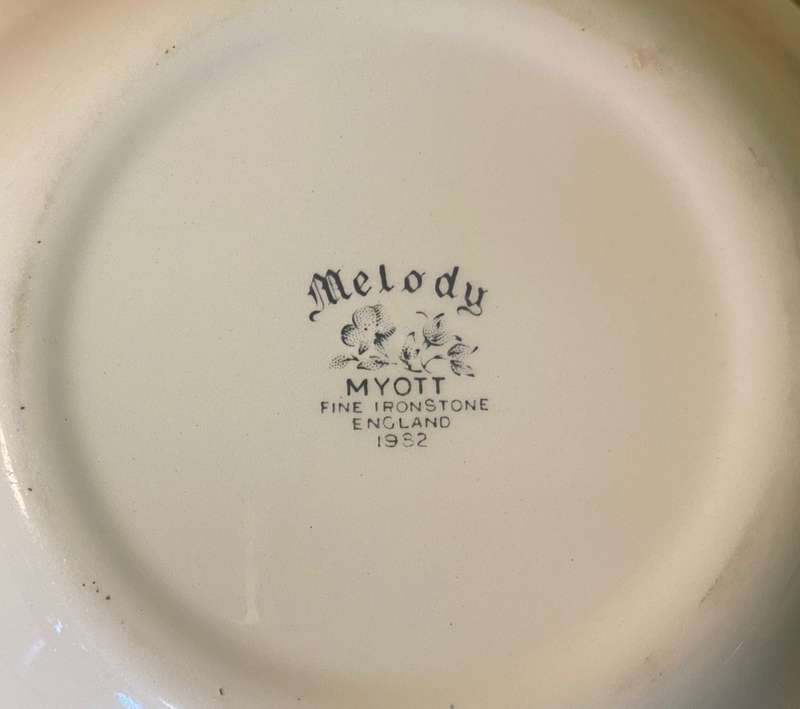 Melody
MYOTT
FINE IRONSTONE
ENGLAND
1982